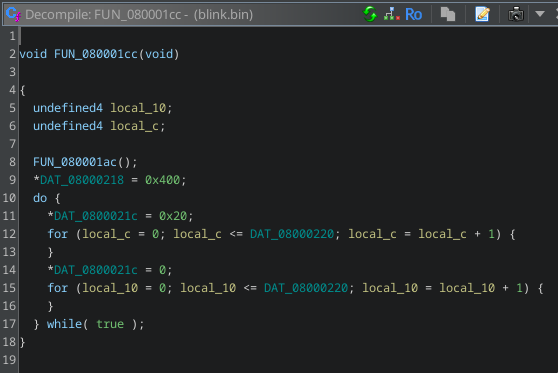 Decompile: FUN_080001cc - (blink.bin)
Ro
1
2 void FUN_080001cc(void)
3
4 {
5 undefined4 local_10;
6 undefined4 local_c;
7
8 FUN_080001ac();
9 *DAT_08000218 = 0x400;
10 do {
11 *DAT_0800021c = 0x20;
12 for (local_c = 0; local_c <= DAT_08000220; local_c = local_c + 1) {
13 }
14 *DAT_0800021c = 0;
15 for (local_10 = 0; local_10 <= DAT_08000220; local_10 = local_10 + 1) {
16 }
17 } while( true );
18 }
19